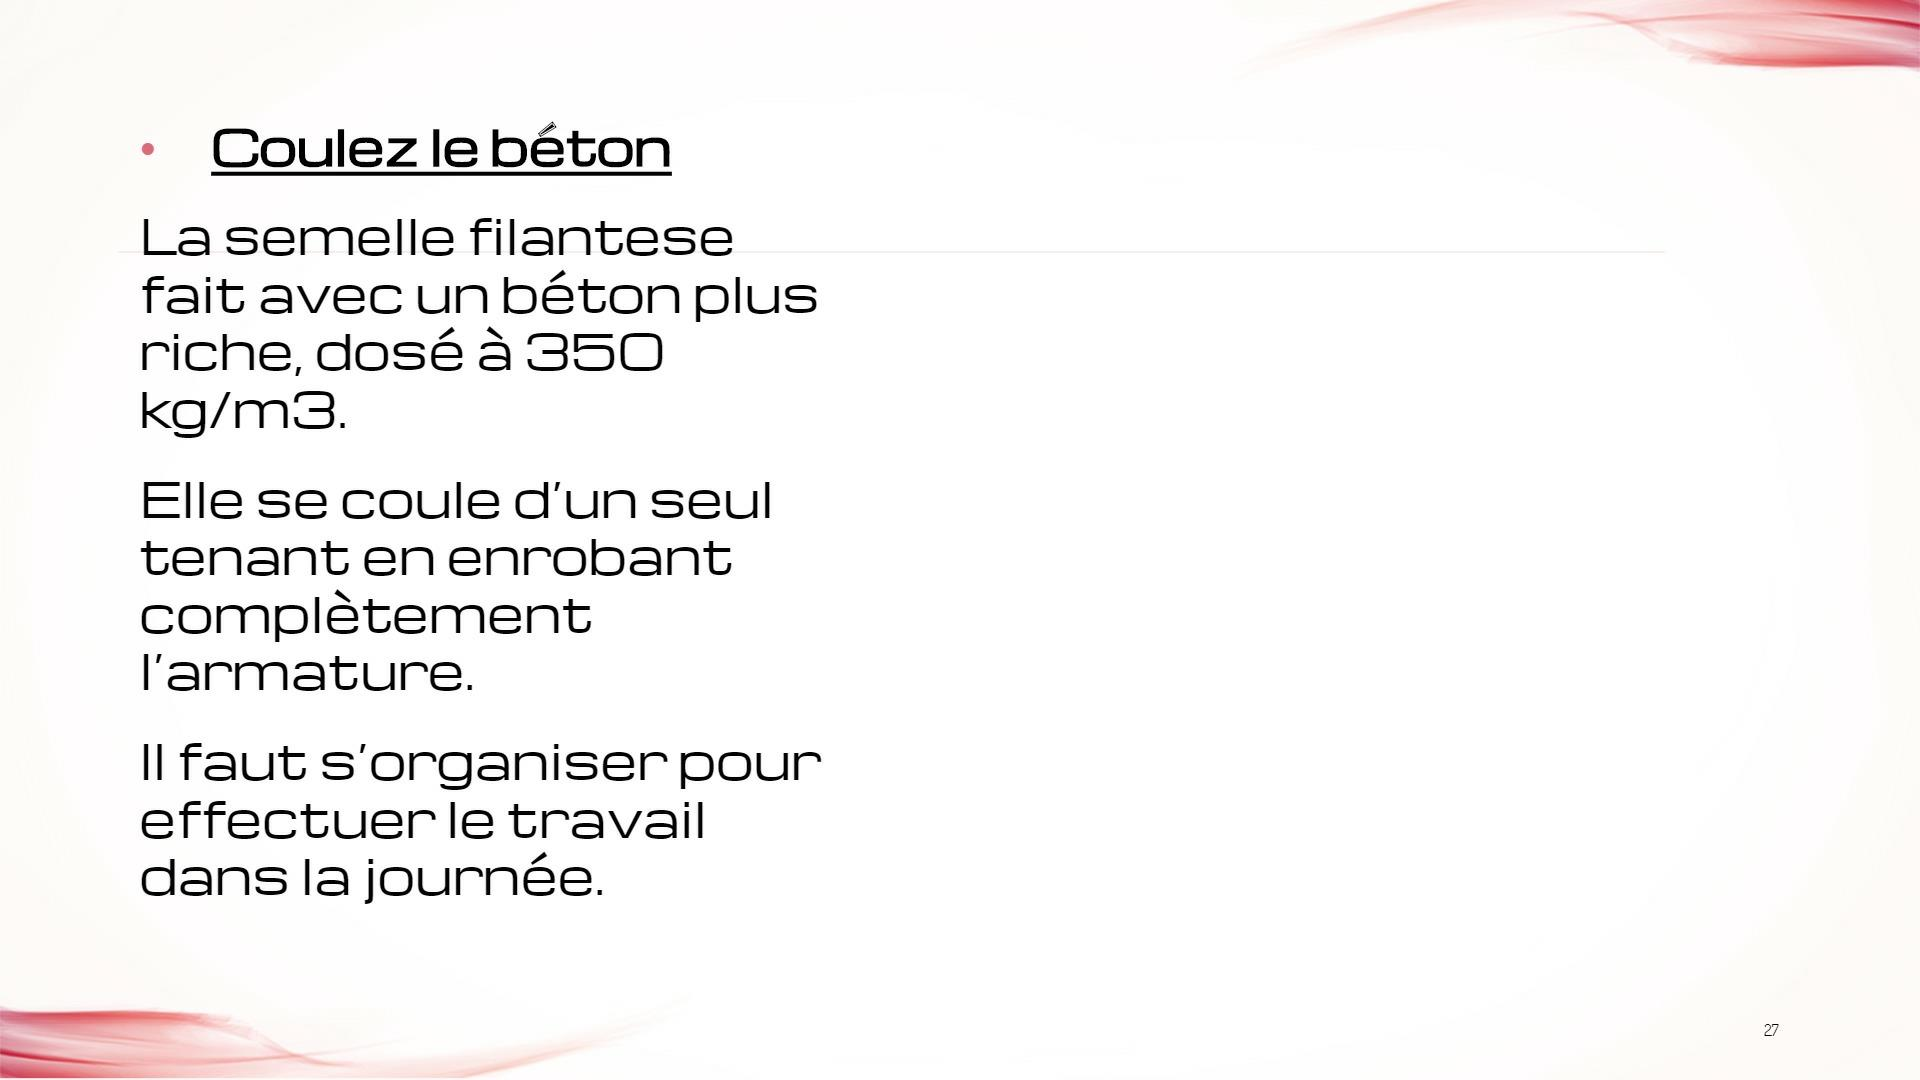 • Coulez le béton
La semelle filantese
fait avec un béton plus
riche, dosé à 350
kg/m3.
Elle se coule d’un seul
tenant en enrobant
complètement
l’armature.
Il faut s’organiser pour
effectuer le travail
dans la journée.
27